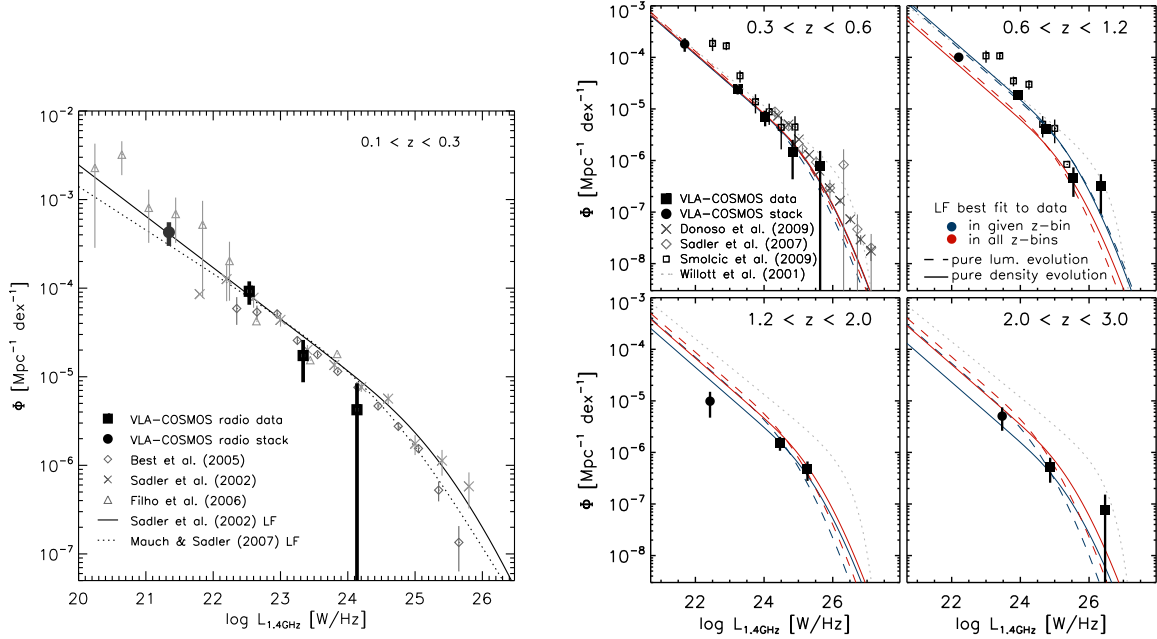 10⁻²
10⁻³
10⁻⁴
10⁻⁵
10⁻⁶
10⁻⁷
Φ [Mpc⁻¹ dex⁻¹]
0.1 < z < 0.3
VLA-COSMOS radio data
VLA-COSMOS radio stack
Best et al. (2005)
Sadler et al. (2002)
Filho et al. (2006)
Sadler et al. (2002) LF
Mauch & Sadler (2007) LF
20 21 22 23 24 25 26
log L₁.₄GHz [W/Hz]
10⁻³
10⁻⁴
10⁻⁵
10⁻⁶
10⁻⁷
10⁻⁸
Φ [Mpc⁻¹ dex⁻¹]
0.3 < z < 0.6
VLA-COSMOS data
VLA-COSMOS stack
Donoso et al. (2009)
Sadler et al. (2007)
Smolcic et al. (2009)
Willott et al. (2001)
0.6 < z < 1.2
LF best fit to data
in given z-bin
in all z-bins
pure lum. evolution
pure density evolution
10⁻³
10⁻⁴
10⁻⁵
10⁻⁶
10⁻⁷
10⁻⁸
Φ [Mpc⁻¹ dex⁻¹]
1.2 < z < 2.0
2.0 < z < 3.0
22 24 26
22 24 26
log L₁.₄GHz [W/Hz]
log L₁.₄GHz [W/Hz]